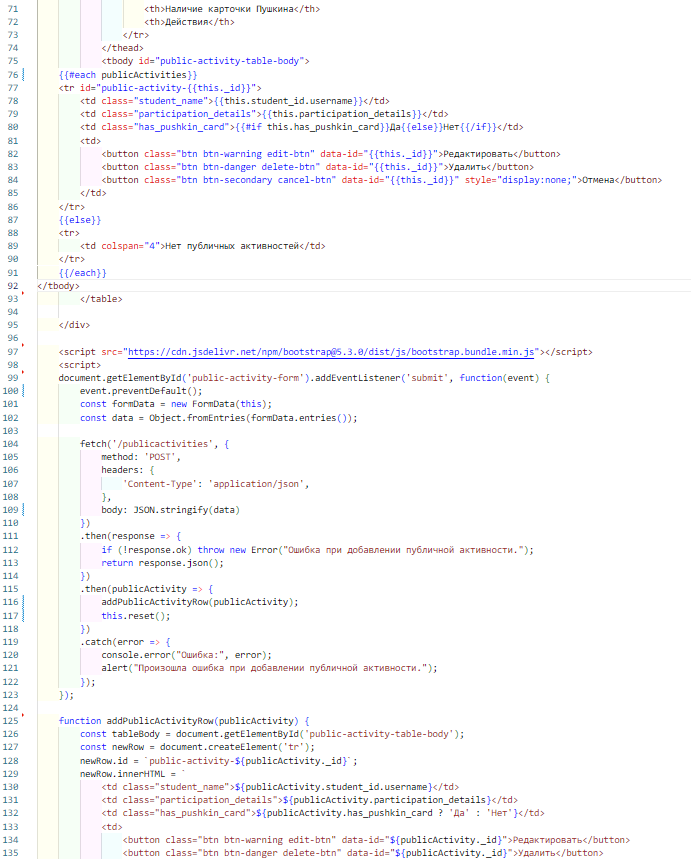 71 <th>Наличие карточки Пушкина</th>
72 <th>Действия</th>
73 </tr>
74 </thead>
75 <tbody id="public-activity-table-body">
76 {{#each publicActivities}}
77 <tr id="public-activity-{{this._id}}">
78 <td class="student_name">{{this.student_id.username}}</td>
79 <td class="participation_details">{{this.participation_details}}</td>
80 <td class="has_pushkin_card">{{#if this.has_pushkin_card}}Да{{else}}Нет{{/if}}</td>
81 <td>
82 <button class="btn btn-warning edit-btn" data-id="{{this._id}}">Редактировать</button>
83 <button class="btn btn-danger delete-btn" data-id="{{this._id}}">Удалить</button>
84 <button class="btn btn-secondary cancel-btn" data-id="{{this._id}}" style="display:none;">Отмена</button>
85 </td>
86 </tr>
87 {{else}}
88 <tr>
89 <td colspan="4">Нет публичных активностей</td>
90 </tr>
91 {{/each}}
92 </tbody>
93 </table>
94
95 </div>
96
97 <script src="https://cdn.jsdelivr.net/npm/bootstrap@5.3.0/dist/js/bootstrap.bundle.min.js"></script>
98 <script>
99 document.getElementById('public-activity-form').addEventListener('submit', function(event) {
100 event.preventDefault();
101 const formData = new FormData(this);
102 const data = Object.fromEntries(formData.entries());
103
104 fetch('/publicactivities', {
105 method: 'POST',
106 headers: {
107 'Content-Type': 'application/json',
108 },
109 body: JSON.stringify(data)
110 })
111 .then(response => {
112 if (!response.ok) throw new Error("Ошибка при добавлении публичной активности.");
113 return response.json();
114 })
115 .then(publicActivity => {
116 addPublicActivityRow(publicActivity);
117 this.reset();
118 })
119 .catch(error => {
120 console.error("Ошибка:", error);
121 alert("Произошла ошибка при добавлении публичной активности.");
122 });
123 });
124
125 function addPublicActivityRow(publicActivity) {
126 const tableBody = document.getElementById('public-activity-table-body');
127 const newRow = document.createElement('tr');
128 newRow.id = `public-activity-${publicActivity._id}`;
129 newRow.innerHTML = `
130 <td class="student_name">${publicActivity.student_id.username}</td>
131 <td class="participation_details">${publicActivity.participation_details}</td>
132 <td class="has_pushkin_card">${publicActivity.has_pushkin_card ? 'Да' : 'Нет'}</td>
133 <td>
134 <button class="btn btn-warning edit-btn" data-id="${publicActivity._id}">Редактировать</button>
135 <button class="btn btn-danger delete-btn" data-id="${publicActivity._id}">Удалить</button>